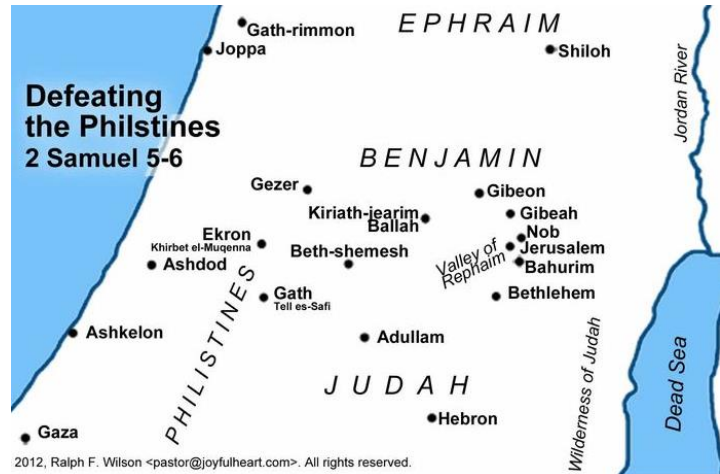 Gath-rimmon
EPHRAIM
Joppa
Shiloh
Jordan River
Defeating
the Philstines
2 Samuel 5-6
BENJAMIN
Gezer
Gibeon
Kiriath-jearim
Ballah
Gibeah
Nob
Ekron
Khirbet el-Muqenna
Beth-shemesh
Valley of
Rephaim
Jerusalem
Ashdod
Bahurim
Gath
Tell es-Safi
Bethlehem
PHILISTINES
Ashkelon
Adullam
Dead Sea
JUDAH
Wilderness of Judah
Hebron
Gaza
2012, Ralph F. Wilson <pastor@joyfulheart.com>. All rights reserved.